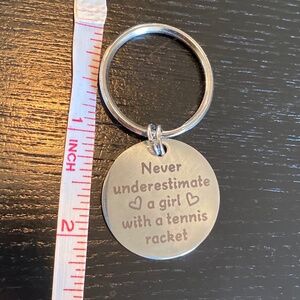 Never
underestimate
♡ a girl ♡
with a tennis
racket
1
INCH
2